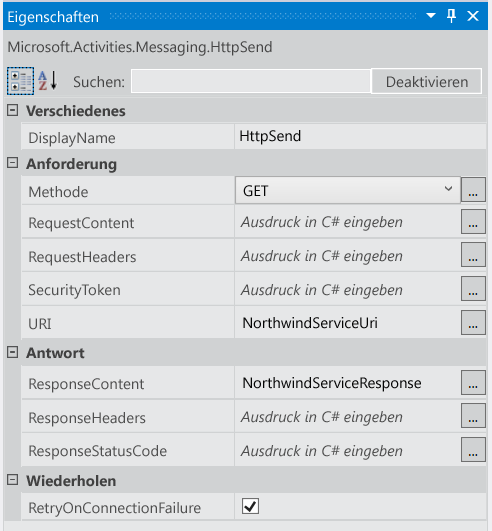 Eigenschaften
Microsoft.Activities.Messaging.HttpSend
Suchen: Deaktivieren
Verschiedenes
DisplayName HttpSend
Anforderung
Methode GET ...
RequestContent Ausdruck in C# eingeben ...
RequestHeaders Ausdruck in C# eingeben ...
SecurityToken Ausdruck in C# eingeben ...
URI NorthwindServiceUri ...
Antwort
ResponseContent NorthwindServiceResponse ...
ResponseHeaders Ausdruck in C# eingeben ...
ResponseStatusCode Ausdruck in C# eingeben ...
Wiederholen
RetryOnConnectionFailure